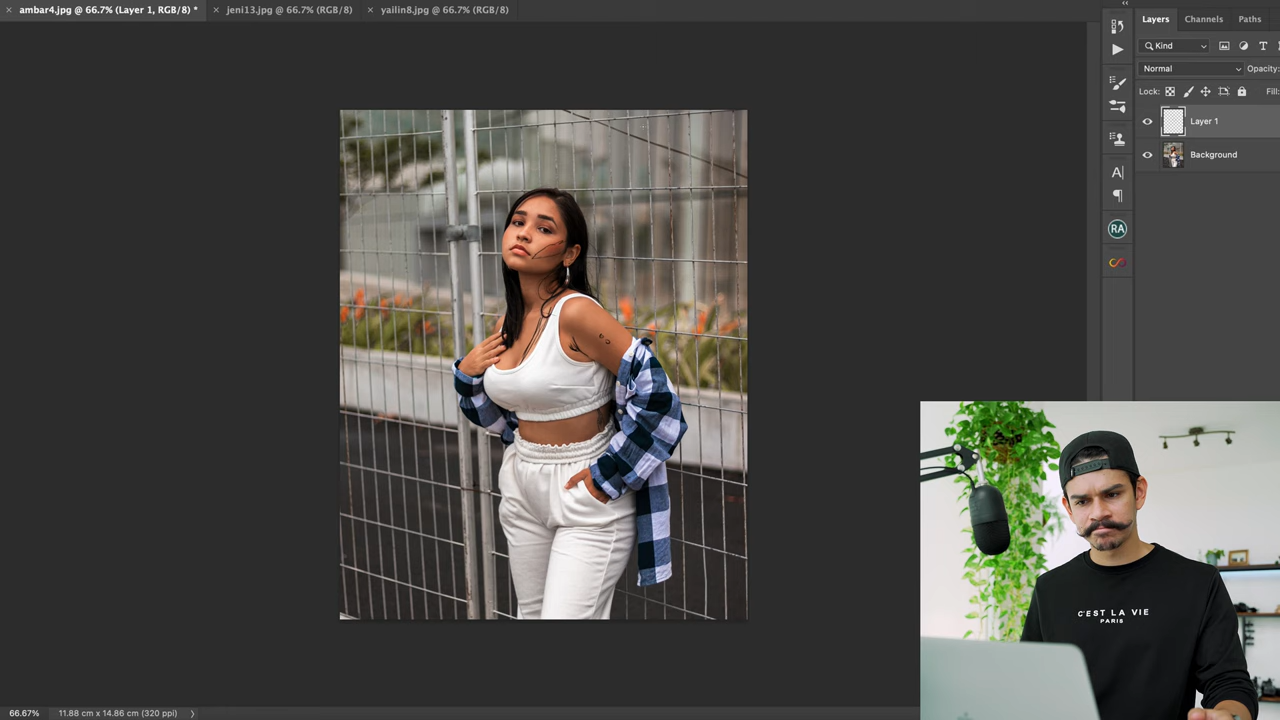 ambar4.jpg @ 66.7% (Layer 1, RGB/8) *
jeni13.jpg @ 66.7% (RGB/8)
yailin8.jpg @ 66.7% (RGB/8)
Layers
Channels
Paths
Kind
Normal
Opacity:
Lock:
Fill:
Layer 1
Background
A|
RA
C'EST LA VIE
PARIS
66.67%
11.88 cm x 14.86 cm (320 ppi)